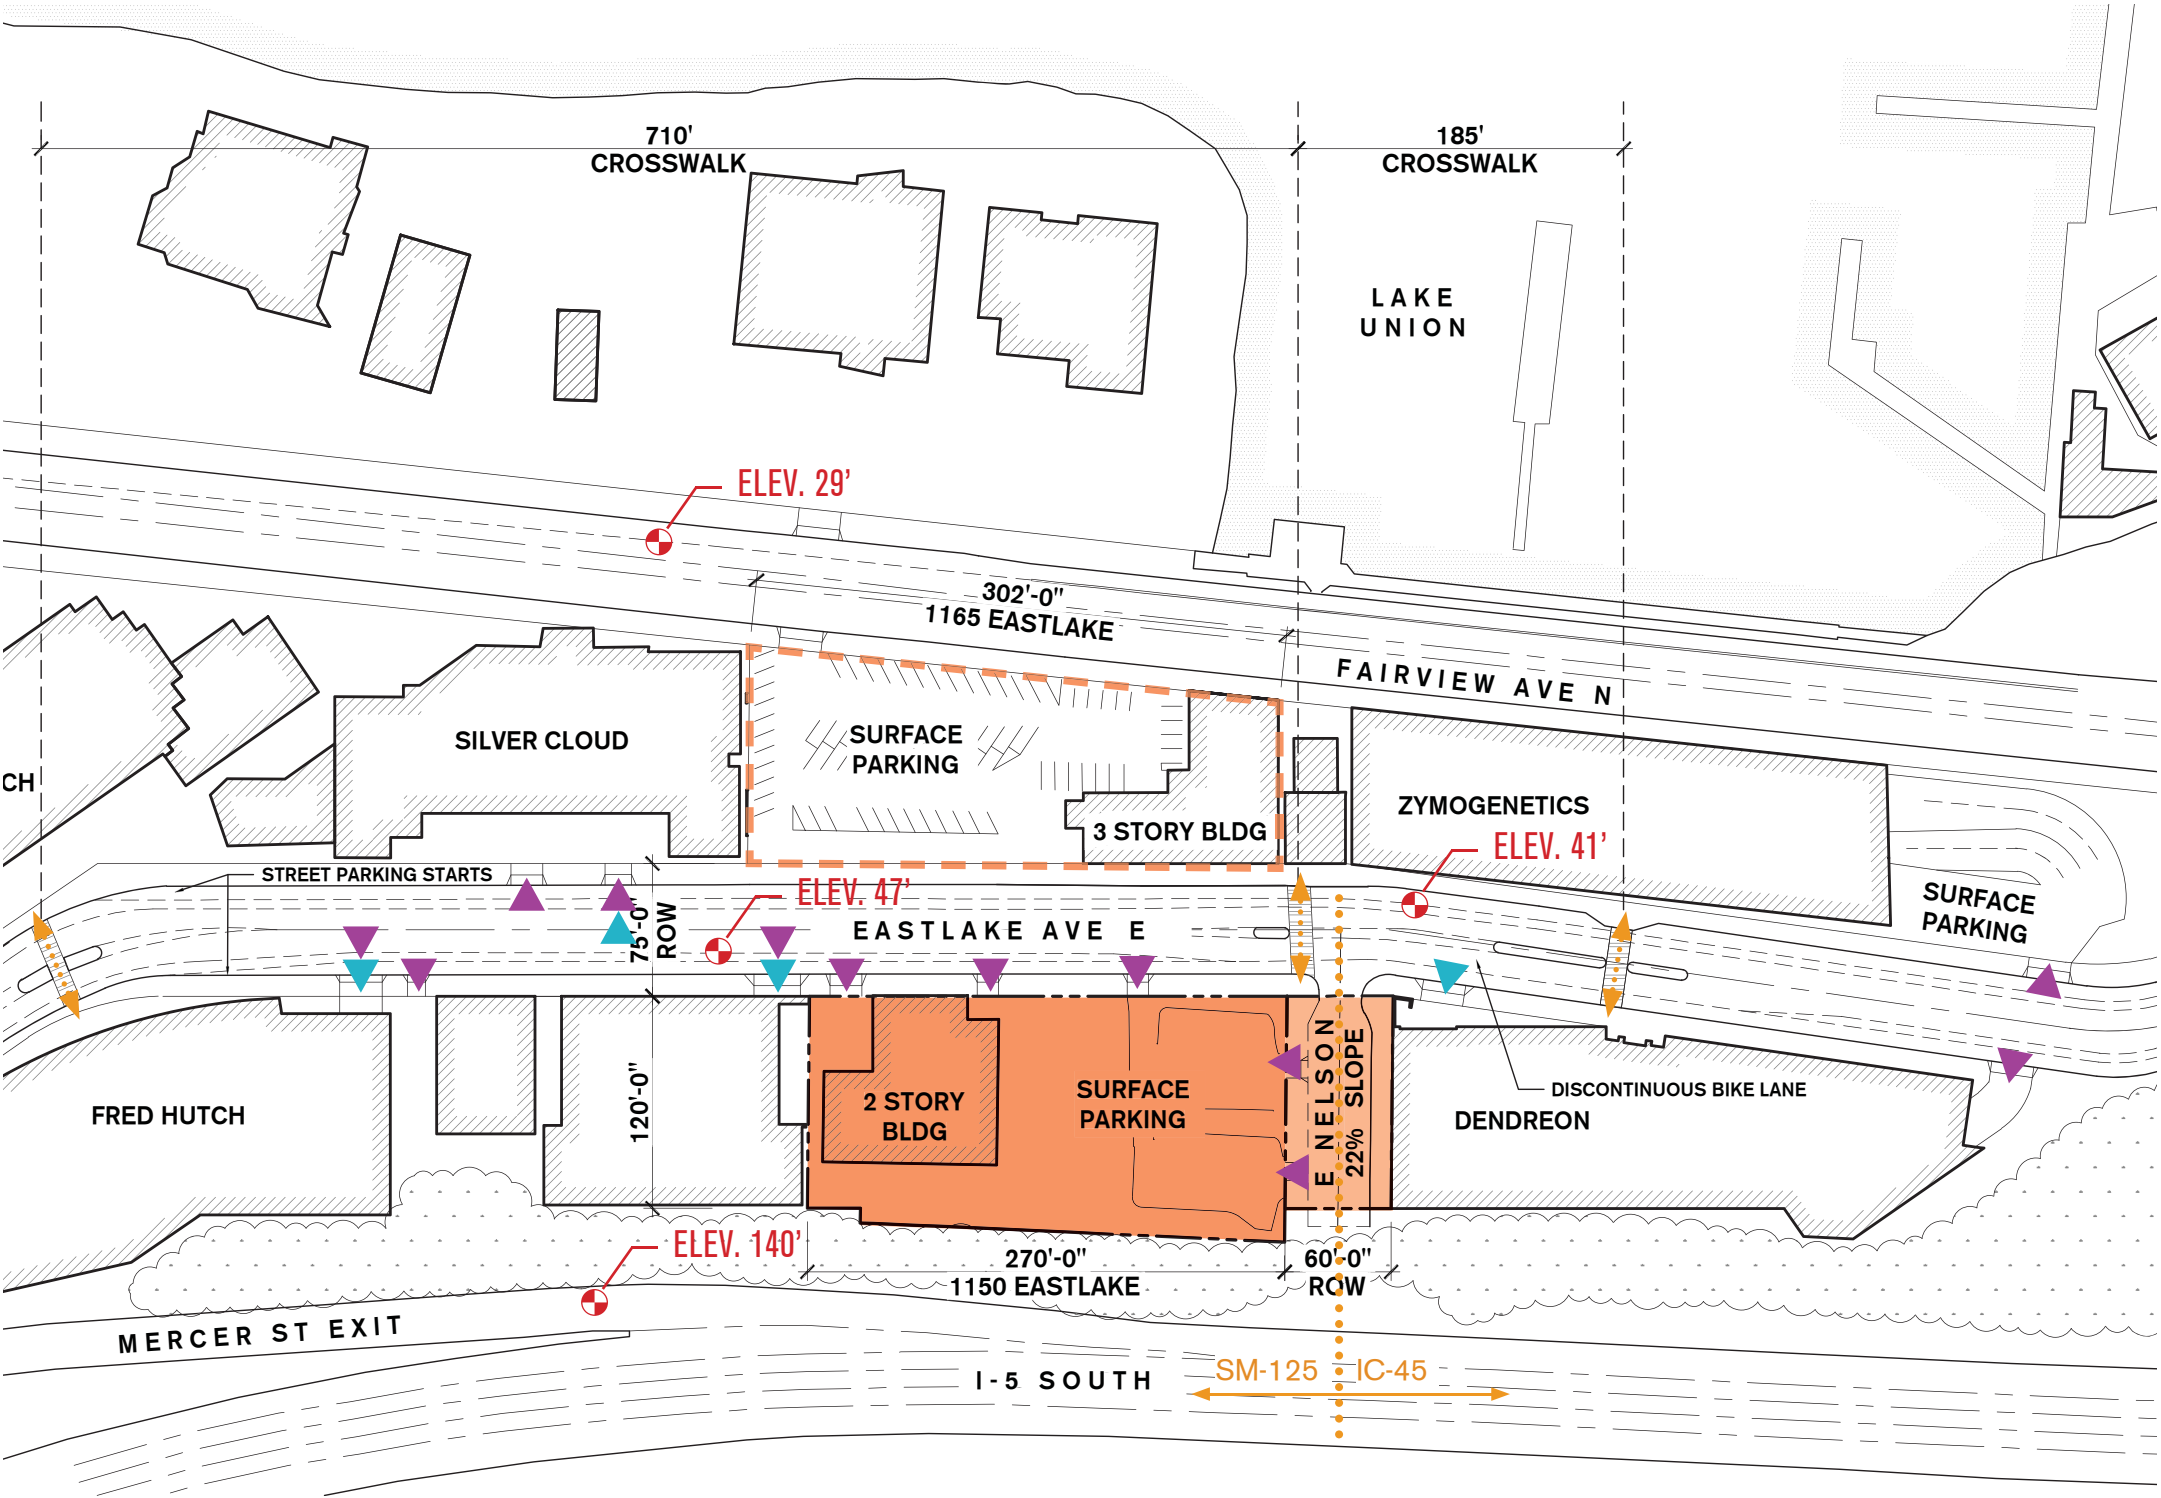 710'
CROSSWALK
185'
CROSSWALK
LAKE
UNION
ELEV. 29’
302'-0"
1165 EASTLAKE
FAIRVIEW AVE N
SILVER CLOUD
SURFACE
PARKING
3 STORY BLDG
ZYMOGENETICS
CH
ELEV. 41’
STREET PARKING STARTS
ELEV. 47’
75'-0"
ROW
EASTLAKE AVE E
SURFACE
PARKING
FRED HUTCH
120'-0"
2 STORY
BLDG
SURFACE
PARKING
E NELSON
22% SLOPE
DISCONTINUOUS BIKE LANE
DENDREON
ELEV. 140’
270'-0"
1150 EASTLAKE
60'-0"
ROW
MERCER ST EXIT
I-5 SOUTH
SM-125
IC-45